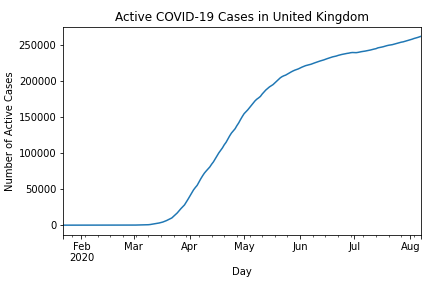 Active COVID-19 Cases in United Kingdom
Number of Active Cases
250000
200000
150000
100000
50000
0
Feb
2020
Mar
Apr
May
Jun
Jul
Aug
Day